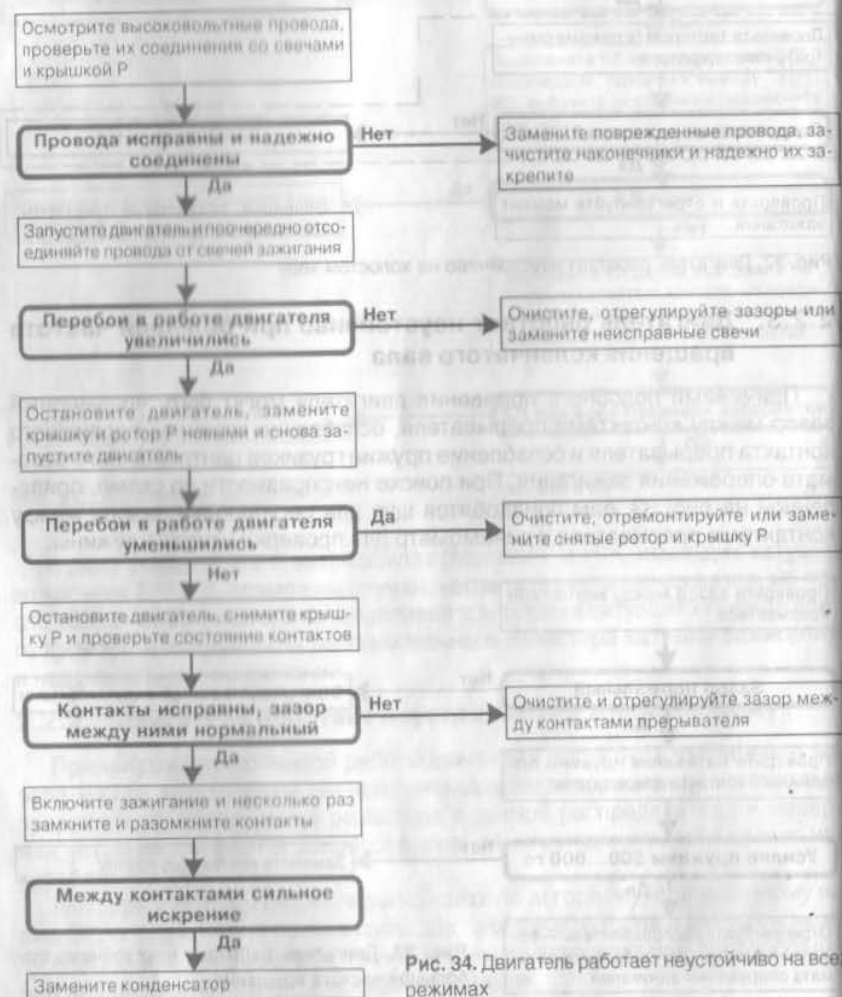 Осмотрите высоковольтные провода,
проверьте их соединения со свечами
и крышкой Р
Провода исправны и надежно
соединены
Нет
Замените поврежденные провода, за-
чистите наконечники и надежно их за-
крепите
Да
Запустите двигатель и поочередно отсо-
единяйте провода от свечей зажигания
Перебои в работе двигателя
увеличились
Нет
Очистите, отрегулируйте зазоры или
замените неисправные свечи
Да
Остановите двигатель, замените
крышку и ротор Р новыми и снова за-
пустите двигатель
Перебои в работе двигателя
уменьшились
Да
Очистите, отремонтируйте или заме-
ните снятые ротор и крышку Р
Нет
Остановите двигатель, снимите крыш-
ку Р и проверьте состояние контактов
Контакты исправны, зазор
между ними нормальный
Нет
Очистите и отрегулируйте зазор меж-
ду контактами прерывателя
Да
Включите зажигание и несколько раз
замкните и разомкните контакты
Между контактами сильное
искрение
Да
Замените конденсатор
Рис. 34. Двигатель работает неустойчиво на все
режимах